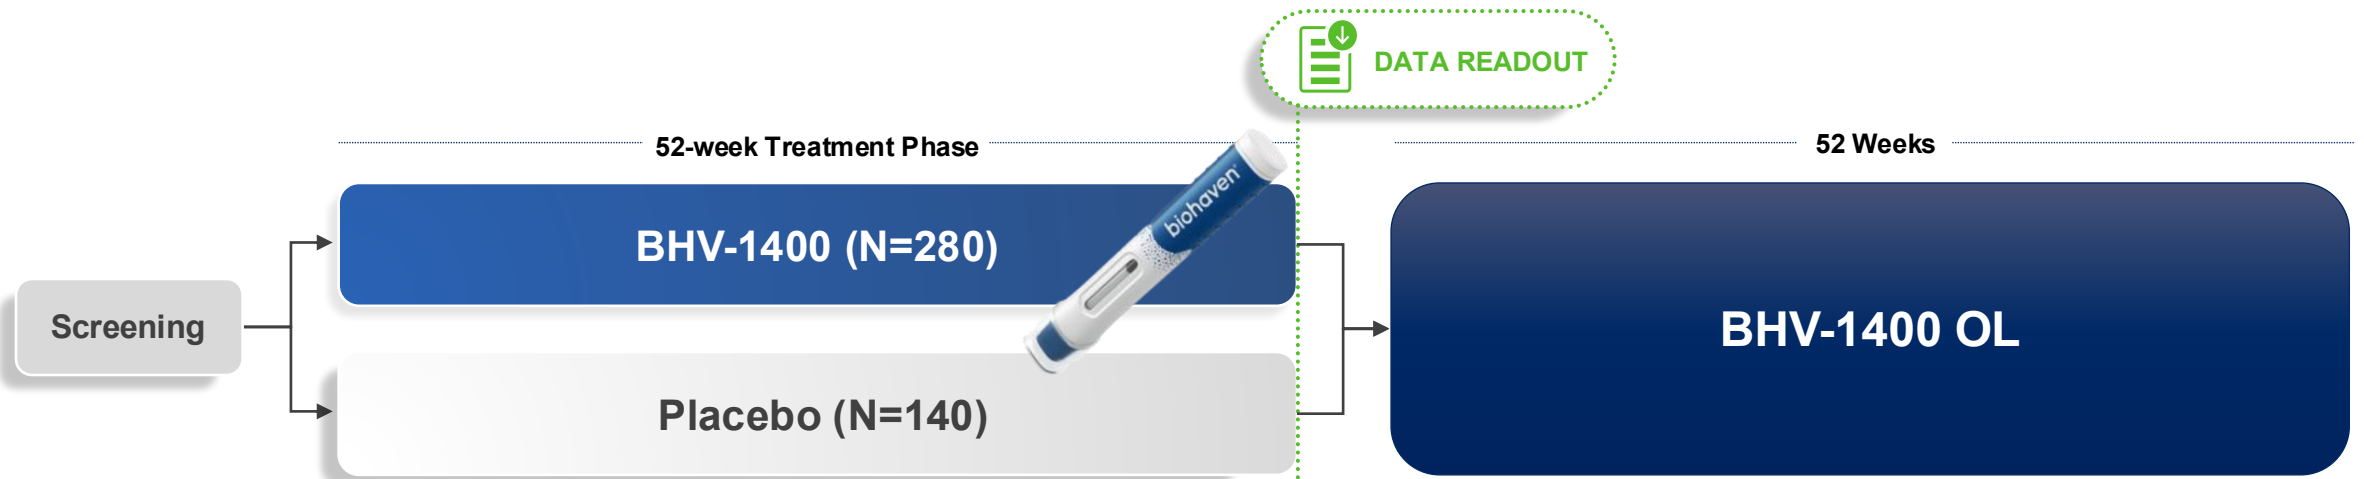 DATA READOUT
52-week Treatment Phase
52 Weeks
BHV-1400 (N=280)
biohaven
Screening
BHV-1400 OL
Placebo (N=140)